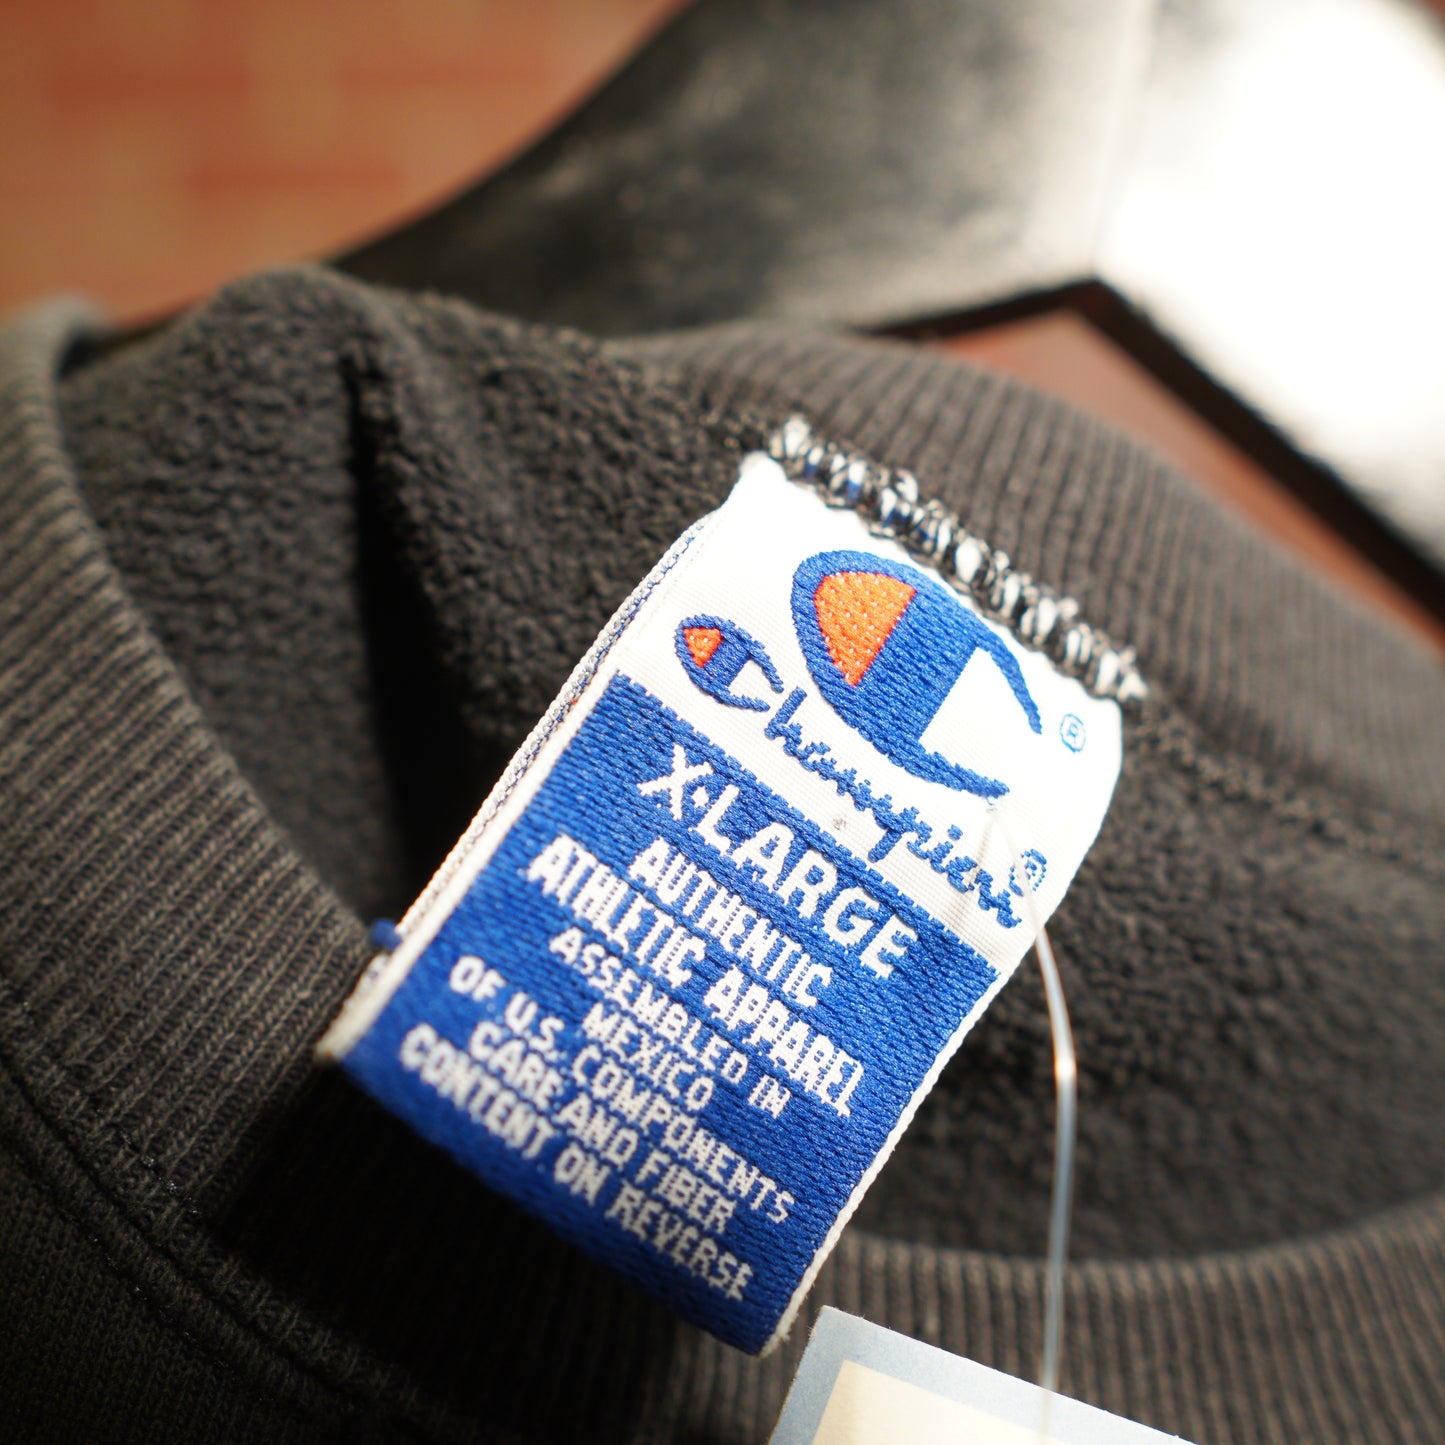 ®
Champion®
X-LARGE
AUTHENTIC
ATHLETIC APPAREL
ASSEMBLED IN
MEXICO
OF U.S. COMPONENTS
CARE AND FIBER
CONTENT ON REVERSE